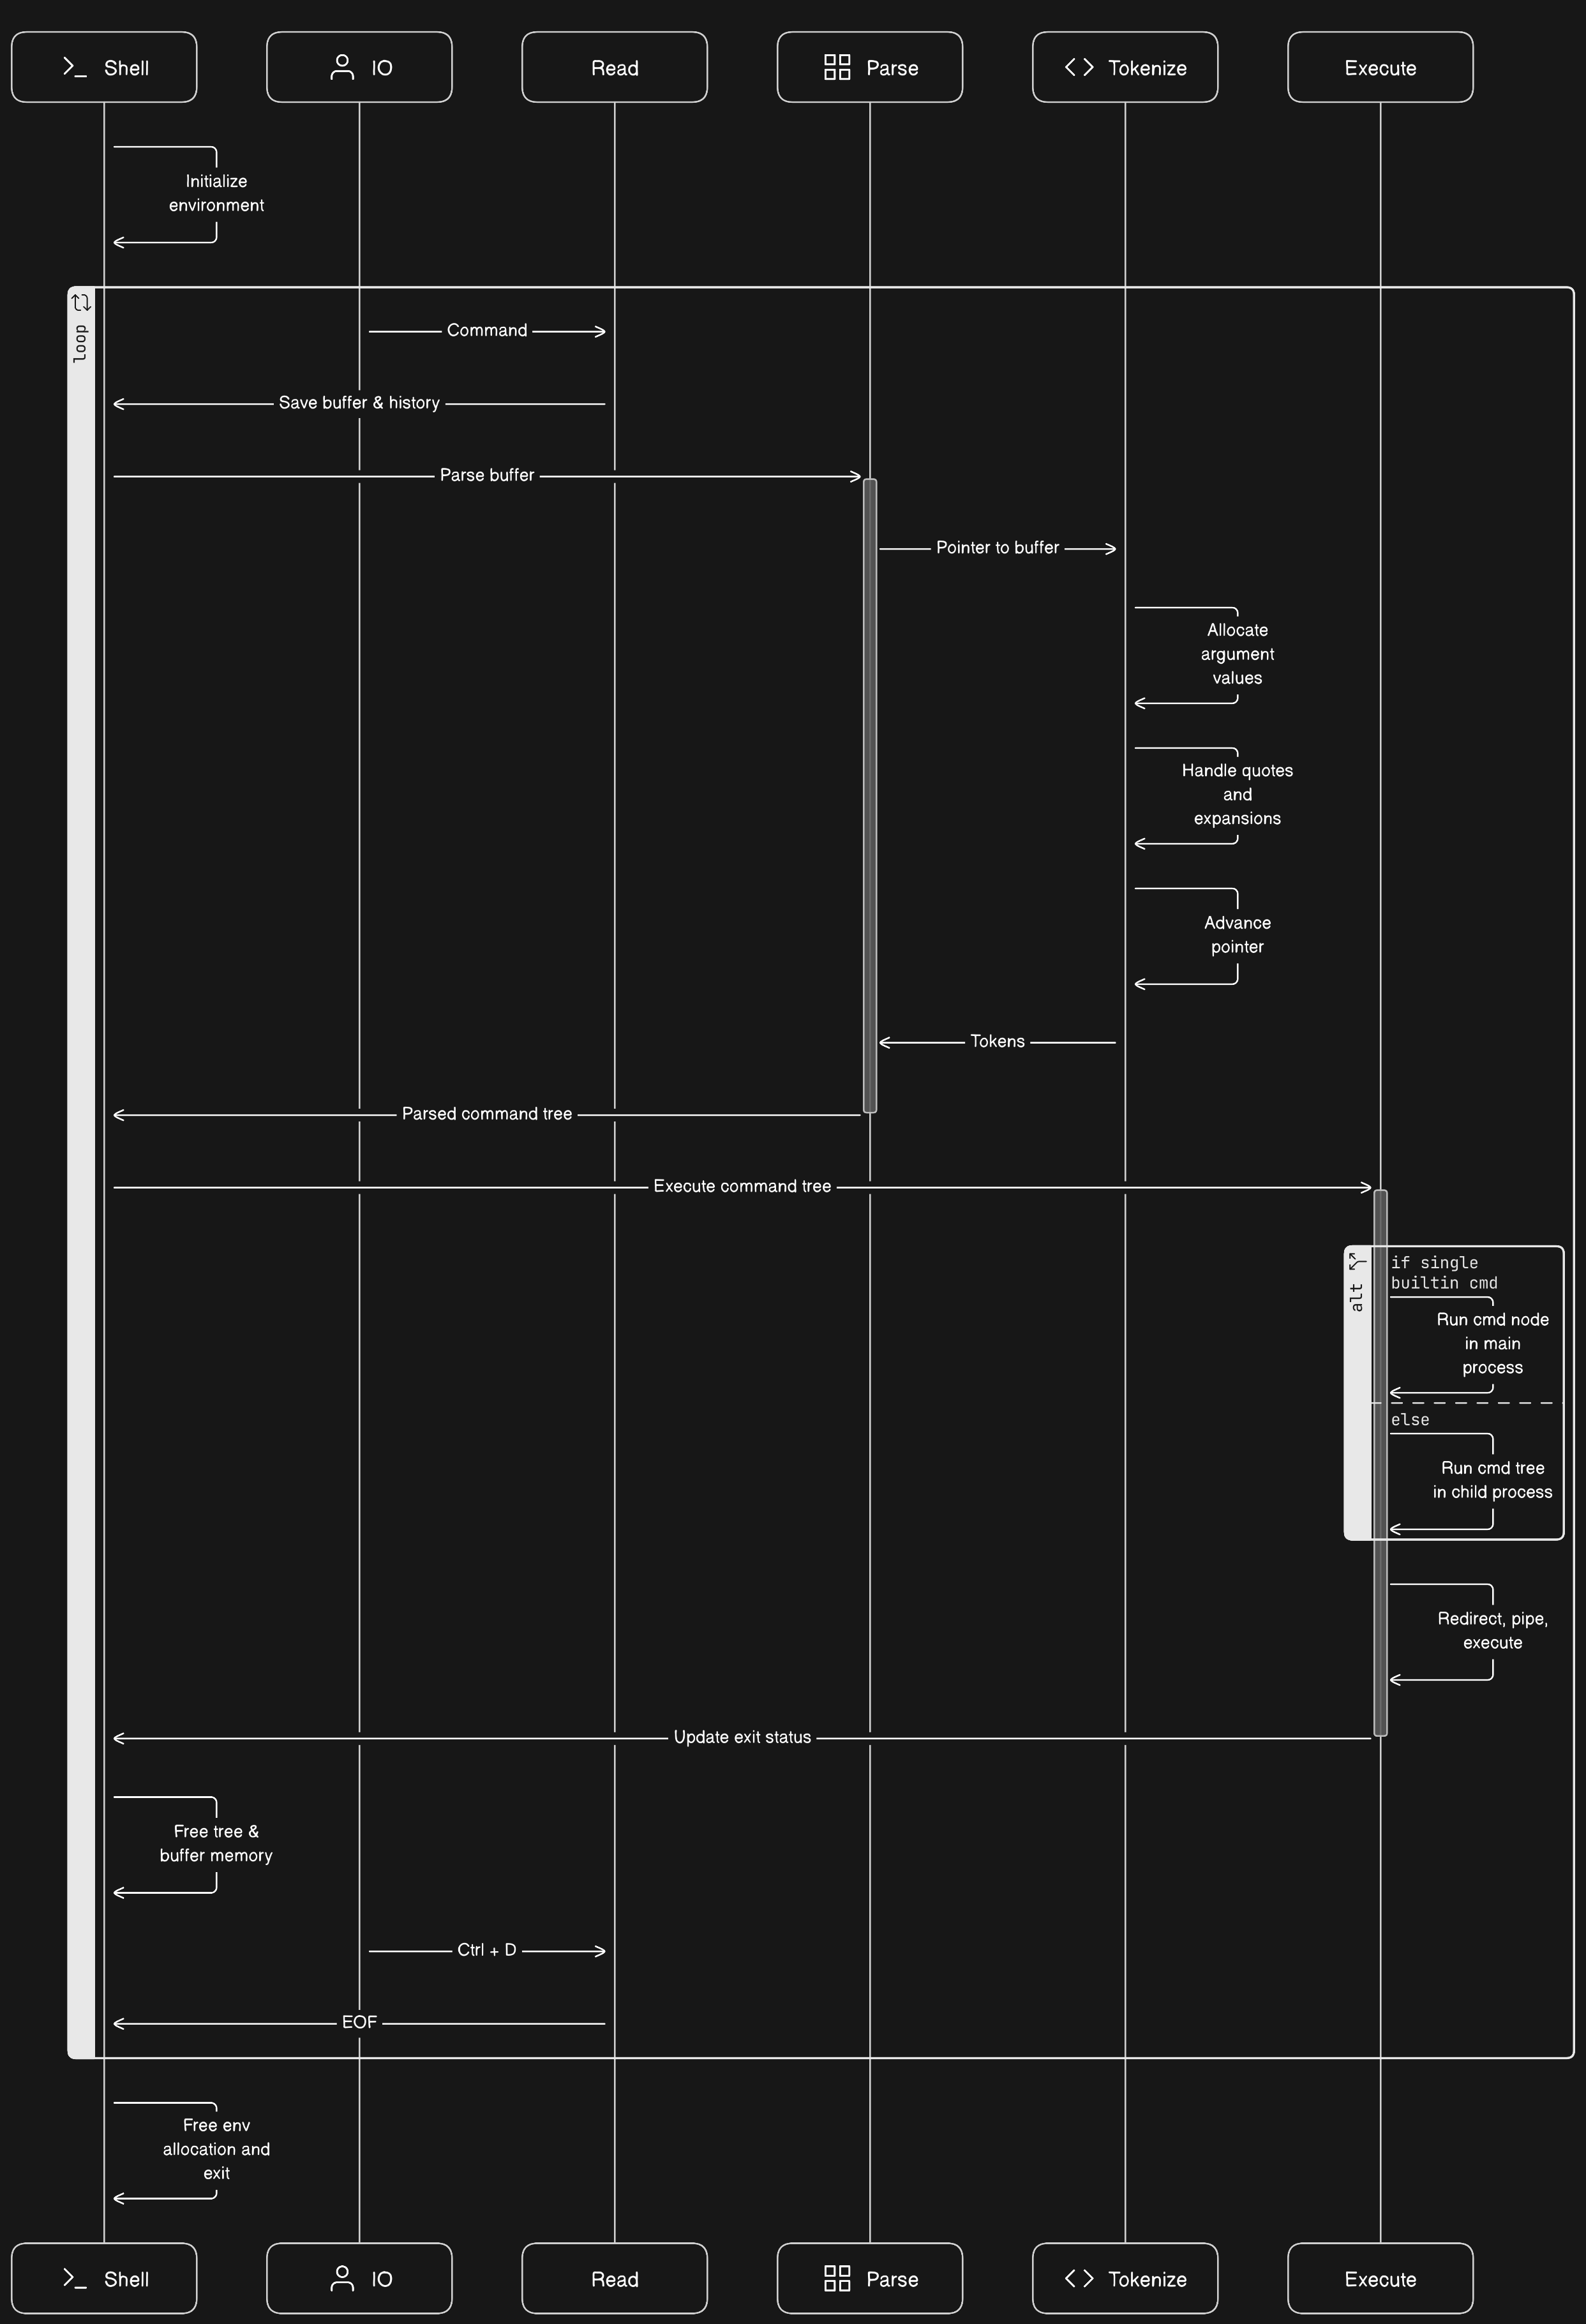 Shell
IO
Read
Parse
Tokenize
Execute
Initialize
environment
loop
Command
Save buffer & history
Parse buffer
Pointer to buffer
Allocate
argument
values
Handle quotes
and
expansions
Advance
pointer
Tokens
Parsed command tree
Execute command tree
alt
if single
builtin cmd
Run cmd node
in main
process
else
Run cmd tree
in child process
Redirect, pipe,
execute
Update exit status
Free tree &
buffer memory
Ctrl + D
EOF
Free env
allocation and
exit
Shell
IO
Read
Parse
Tokenize
Execute